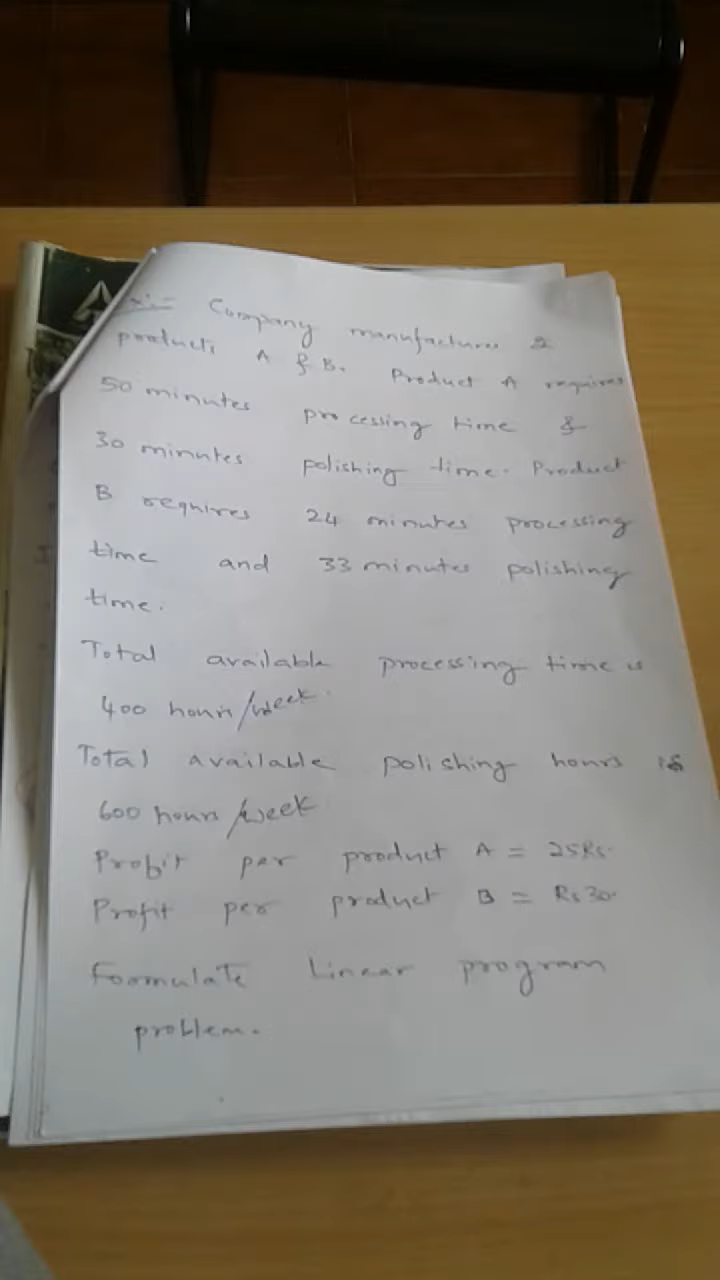 Ex:- Company manufactures 2
products A & B. Product A requires
50 minutes processing time &
30 minutes polishing time. Product
B requires 24 minutes processing
time and 33 minutes polishing
time.
Total available processing time is
400 hours/week.
Total available polishing hours is
600 hours/week
Profit per product A = 25Rs.
Profit per product B = Rs 30.
Formulate Linear program
problem.